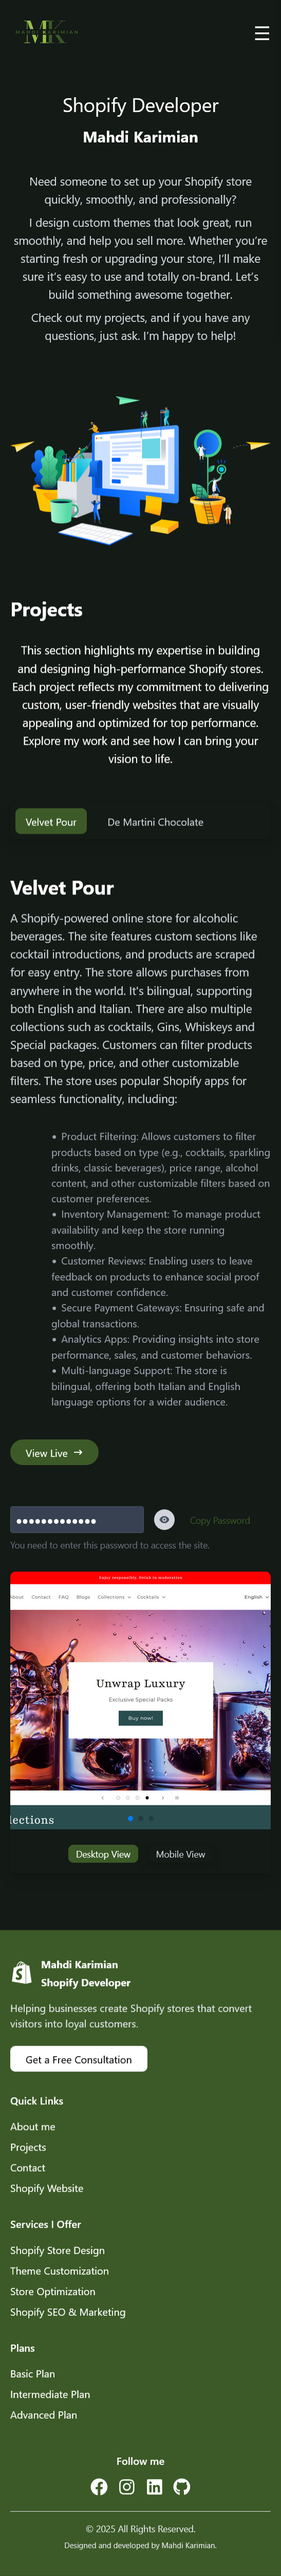 MK
MAHDI KARIMIAN
Shopify Developer
Mahdi Karimian
Need someone to set up your Shopify store
quickly, smoothly, and professionally?
I design custom themes that look great, run
smoothly, and help you sell more. Whether you're
starting fresh or upgrading your store, I'll make
sure it's easy to use and totally on-brand. Let's
build something awesome together.
Check out my projects, and if you have any
questions, just ask. I'm happy to help!
Projects
This section highlights my expertise in building
and designing high-performance Shopify stores.
Each project reflects my commitment to delivering
custom, user-friendly websites that are visually
appealing and optimized for top performance.
Explore my work and see how I can bring your
vision to life.
Velvet Pour De Martini Chocolate
Velvet Pour
A Shopify-powered online store for alcoholic
beverages. The site features custom sections like
cocktail introductions, and products are scraped
for easy entry. The store allows purchases from
anywhere in the world. It's bilingual, supporting
both English and Italian. There are also multiple
collections such as cocktails, Gins, Whiskeys and
Special packages. Customers can filter products
based on type, price, and other customizable
filters. The store uses popular Shopify apps for
seamless functionality, including:
• Product Filtering: Allows customers to filter
products based on type (e.g., cocktails, sparkling
drinks, classic beverages), price range, alcohol
content, and other customizable filters based on
customer preferences.
• Inventory Management: To manage product
availability and keep the store running
smoothly.
• Customer Reviews: Enabling users to leave
feedback on products to enhance social proof
and customer confidence.
• Secure Payment Gateways: Ensuring safe and
global transactions.
• Analytics Apps: Providing insights into store
performance, sales, and customer behaviors.
• Multi-language Support: The store is
bilingual, offering both Italian and English
language options for a wider audience.
View Live →
••••••••••••• Copy Password
You need to enter this password to access the site.
Enjoy responsibly. Drink in moderation
About Contact FAQ Blogs Collections Cocktails English
Unwrap Luxury
Exclusive Special Packs
Buy now!
lections
Desktop View Mobile View
Mahdi Karimian
Shopify Developer
Helping businesses create Shopify stores that convert
visitors into loyal customers.
Get a Free Consultation
Quick Links
About me
Projects
Contact
Shopify Website
Services I Offer
Shopify Store Design
Theme Customization
Store Optimization
Shopify SEO & Marketing
Plans
Basic Plan
Intermediate Plan
Advanced Plan
Follow me
© 2025 All Rights Reserved.
Designed and developed by Mahdi Karimian.